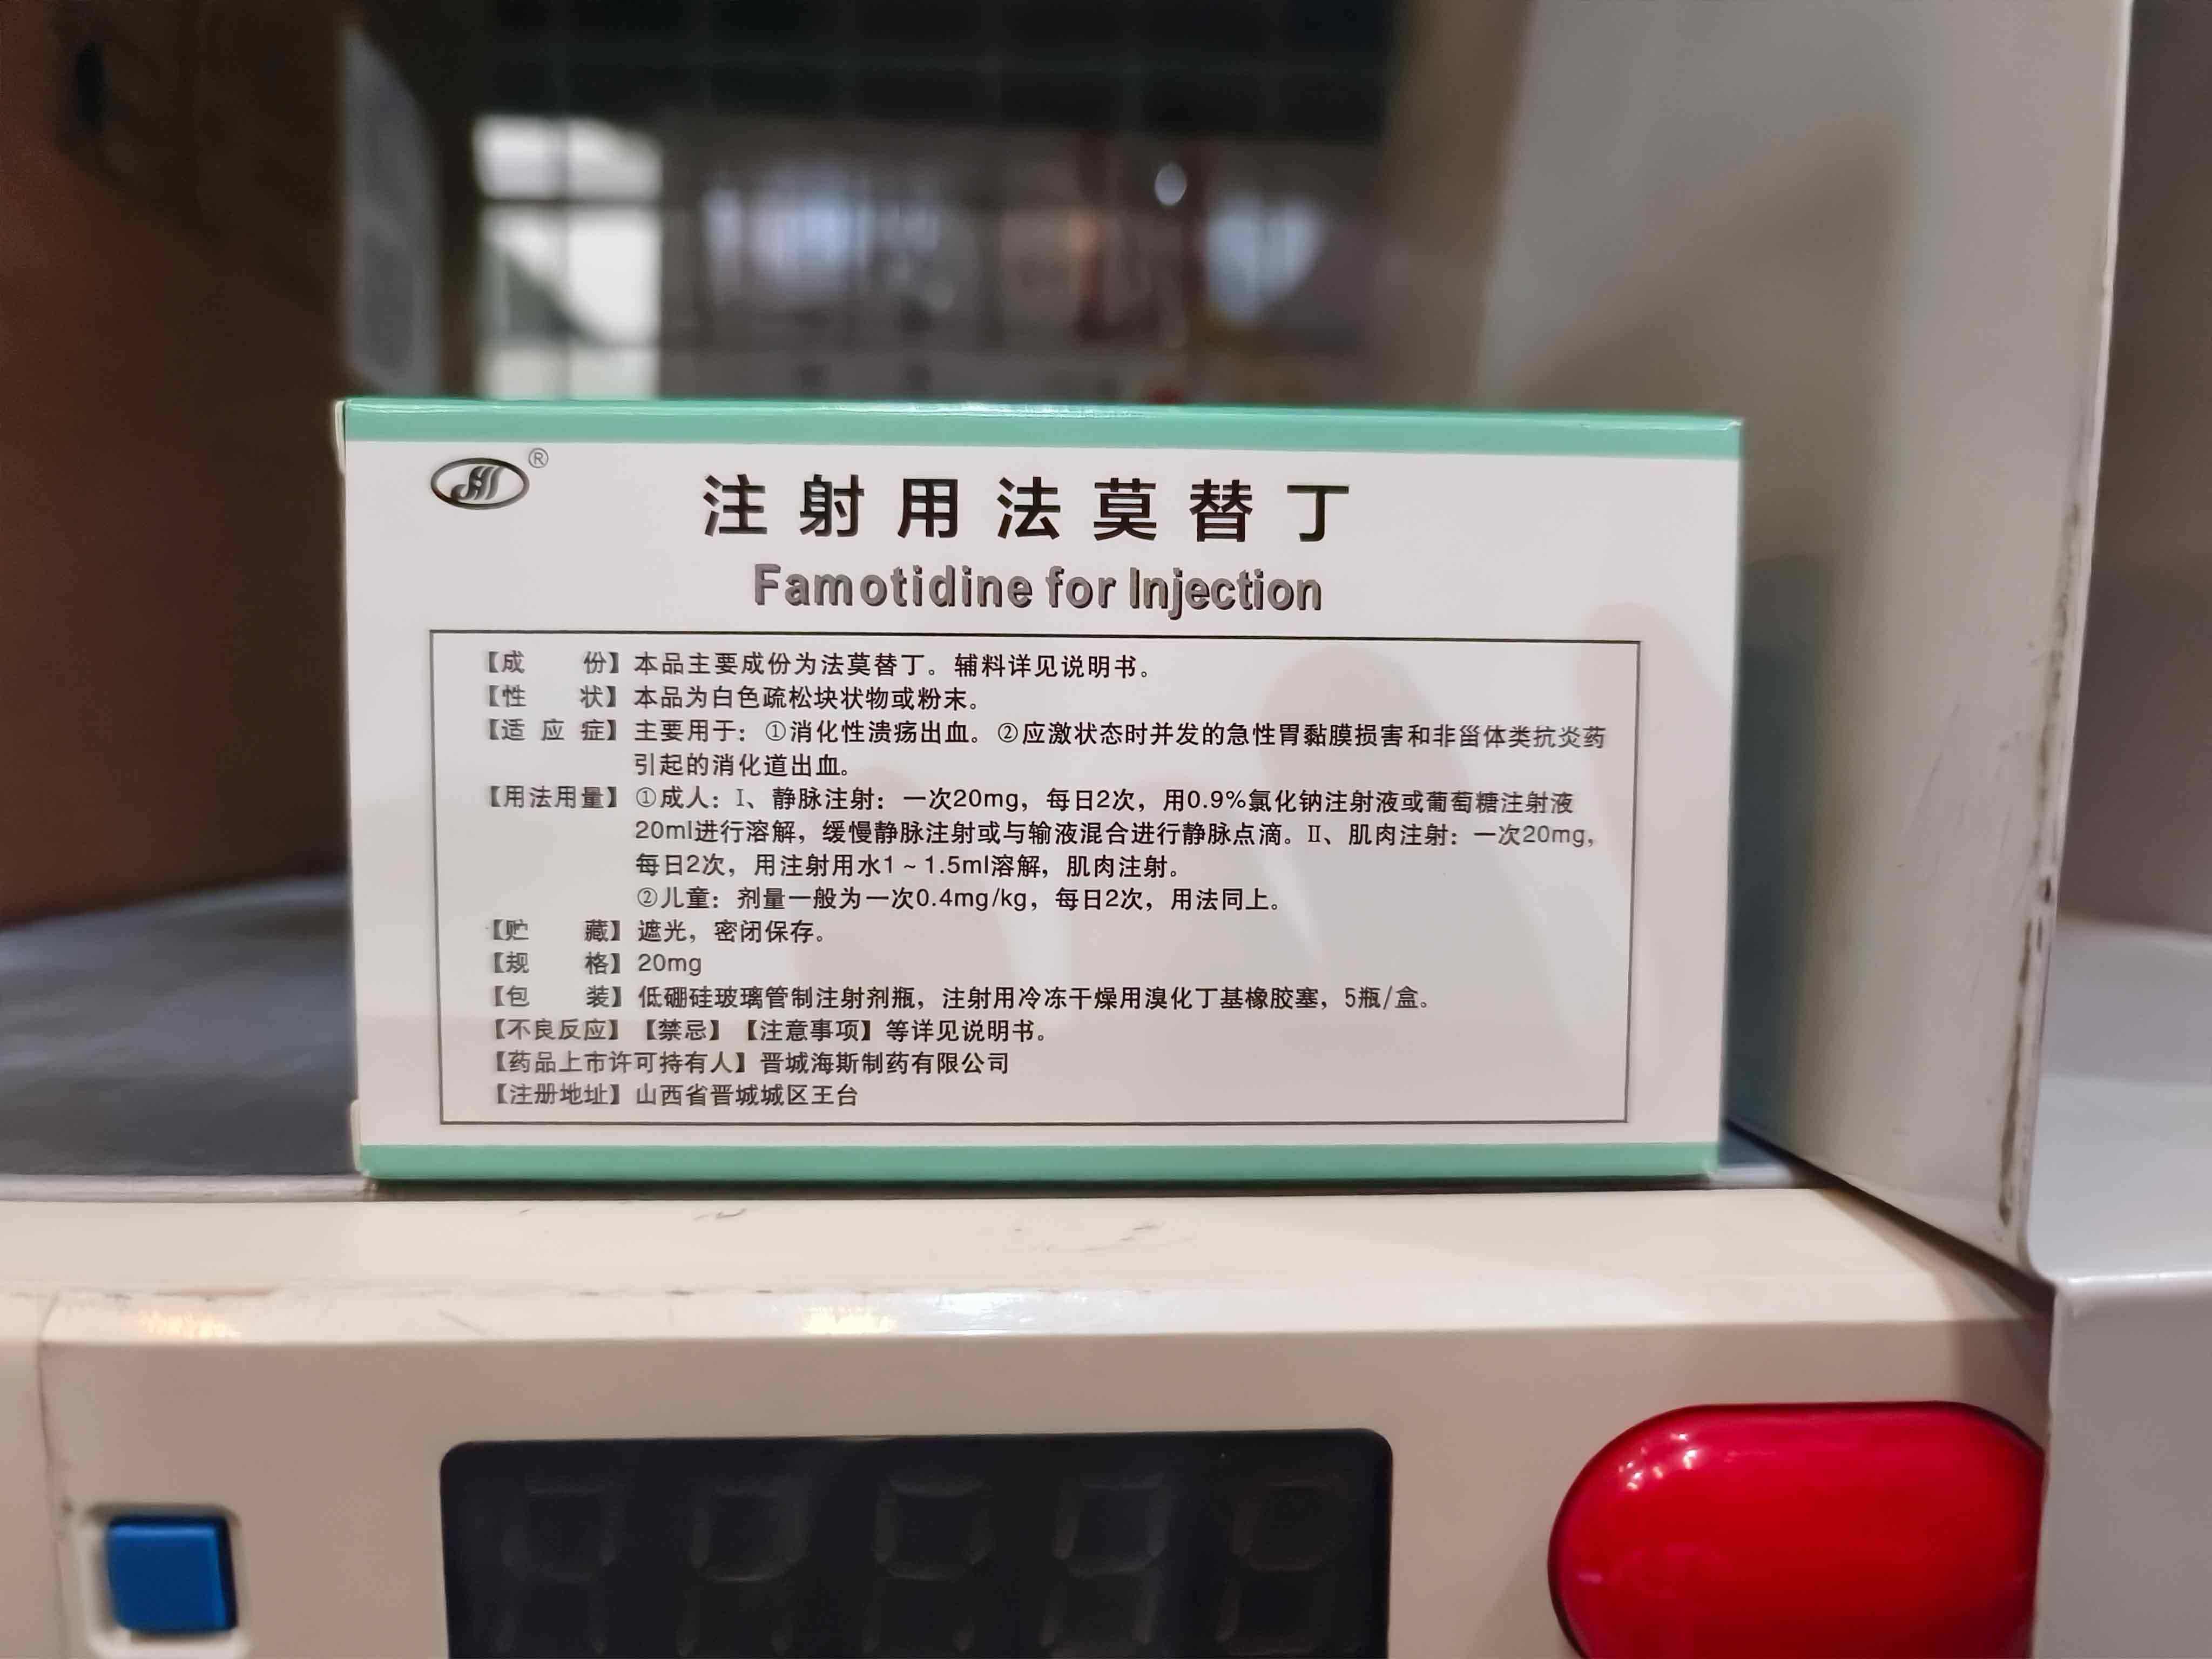 ®
注射用法莫替丁
Famotidine for Injection
【成 份】本品主要成份为法莫替丁。辅料详见说明书。
【性 状】本品为白色疏松块状物或粉末。
【适 应 症】主要用于：①消化性溃疡出血。②应激状态时并发的急性胃黏膜损害和非甾体类抗炎药
引起的消化道出血。
【用法用量】①成人：Ⅰ、静脉注射：一次20mg，每日2次，用0.9%氯化钠注射液或葡萄糖注射液
20ml进行溶解，缓慢静脉注射或与输液混合进行静脉点滴。Ⅱ、肌肉注射：一次20mg，
每日2次，用注射用水1～1.5ml溶解，肌肉注射。
②儿童：剂量一般为一次0.4mg/kg，每日2次，用法同上。
【贮 藏】遮光，密闭保存。
【规 格】20mg
【包 装】低硼硅玻璃管制注射剂瓶，注射用冷冻干燥用溴化丁基橡胶塞，5瓶/盒。
【不良反应】【禁忌】【注意事项】等详见说明书。
【药品上市许可持有人】晋城海斯制药有限公司
【注册地址】山西省晋城城区王台